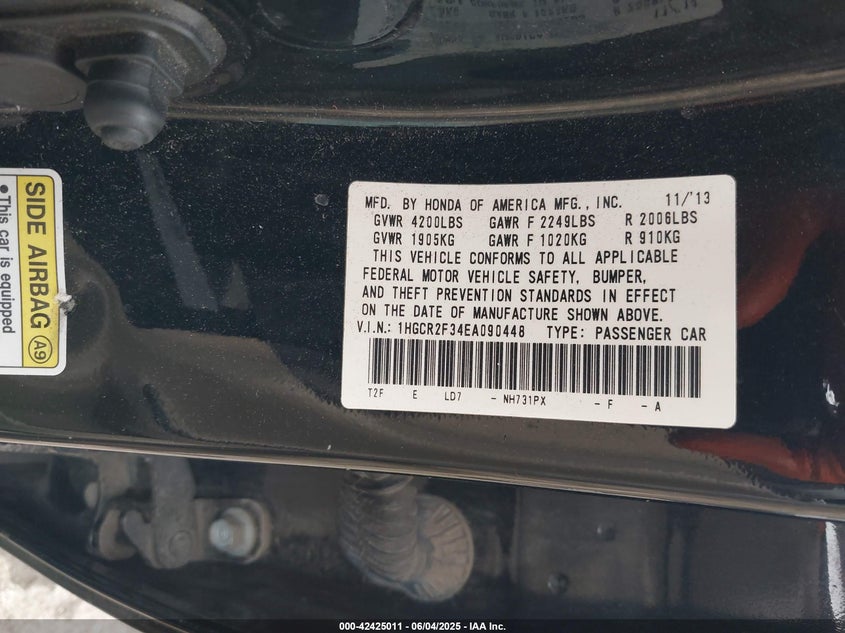 MFD. BY HONDA OF AMERICA MFG., INC. 11/'13
GVWR 4200LBS GAWR F 2249LBS R 2006LBS
GVWR 1905KG GAWR F 1020KG R 910KG
THIS VEHICLE CONFORMS TO ALL APPLICABLE
FEDERAL MOTOR VEHICLE SAFETY, BUMPER,
AND THEFT PREVENTION STANDARDS IN EFFECT
ON THE DATE OF MANUFACTURE SHOWN ABOVE.
V.I.N.: 1HGCR2F34EA090448 TYPE: PASSENGER CAR
T2F E LD7 - NH731PX - F - A
SIDE AIRBAG A9
•This car is equipped
000-42425011 - 06/04/2025 - IAA Inc.